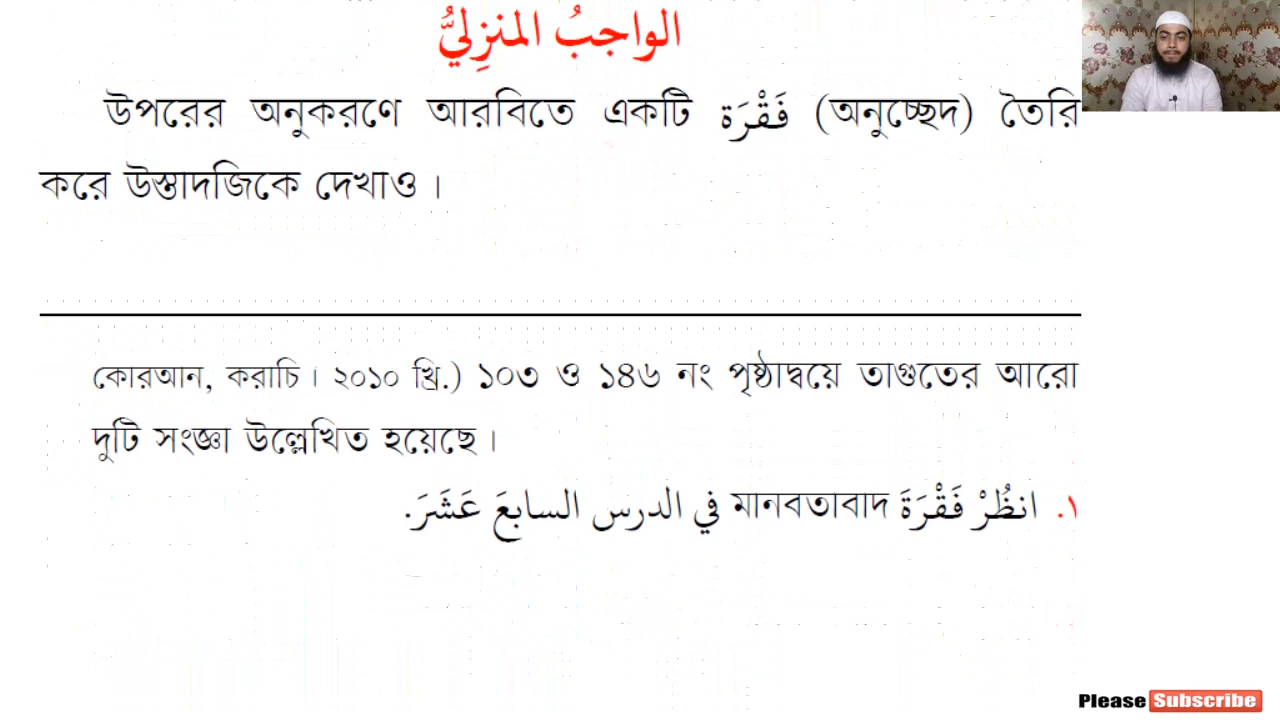 الواجبُ المنزِليُّ
উপরের অনুকরণে আরবিতে একটি فَقْرَة (অনুচ্ছেদ) তৈরি
করে উস্তাদজিকে দেখাও।
কোরআন, করাচি। ২০১০ খ্রি.) ১০৩ ও ১৪৬ নং পৃষ্ঠাদ্বয়ে তাগুতের আরো
দুটি সংজ্ঞা উল্লেখিত হয়েছে।
١. انظُرْ فَقْرَةَ মানবতাবাদ في الدرس السابعَ عَشَرَ.
Please Subscribe